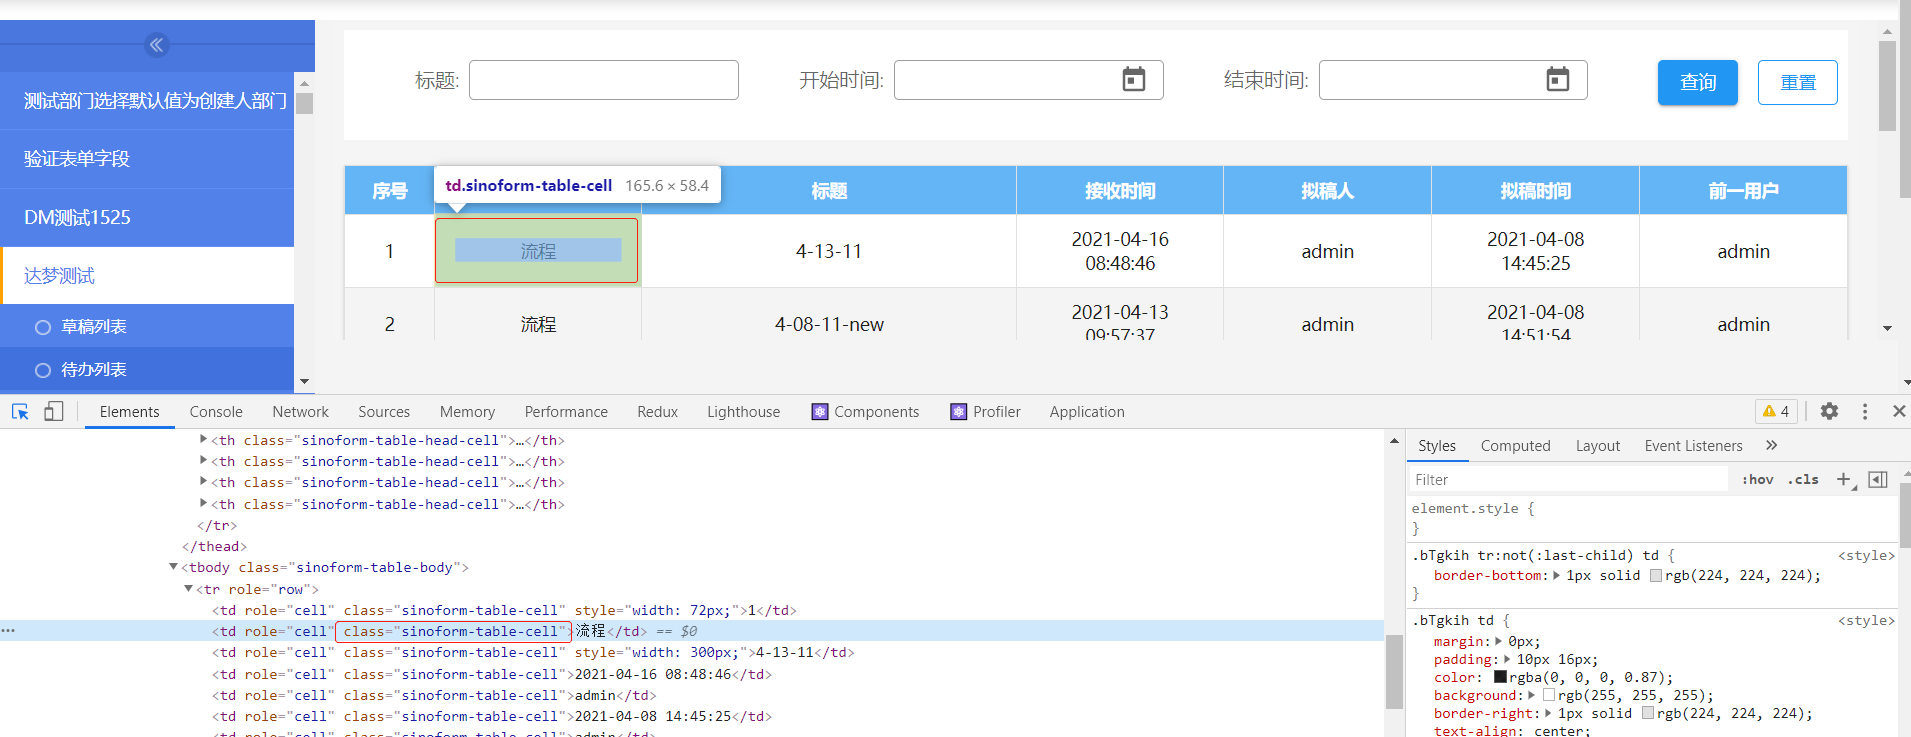 标题:
开始时间:
结束时间:
查询
重置
测试部门选择默认值为创建人部门
验证表单字段
DM测试1525
达梦测试
草稿列表
待办列表
td.sinoform-table-cell 165.6 × 58.4
序号 标题 接收时间 拟稿人 拟稿时间 前一用户
1 流程 4-13-11 2021-04-16 08:48:46 admin 2021-04-08 14:45:25 admin
2 流程 4-08-11-new 2021-04-13 09:57:37 admin 2021-04-08 14:51:54 admin
Elements Console Network Sources Memory Performance Redux Lighthouse Components Profiler Application 4
<th class="sinoform-table-head-cell">…</th>
<th class="sinoform-table-head-cell">…</th>
<th class="sinoform-table-head-cell">…</th>
<th class="sinoform-table-head-cell">…</th>
</tr>
</thead>
<tbody class="sinoform-table-body">
<tr role="row">
<td role="cell" class="sinoform-table-cell" style="width: 72px;">1</td>
<td role="cell" class="sinoform-table-cell">流程</td> == $0
<td role="cell" class="sinoform-table-cell" style="width: 300px;">4-13-11</td>
<td role="cell" class="sinoform-table-cell">2021-04-16 08:48:46</td>
<td role="cell" class="sinoform-table-cell">admin</td>
<td role="cell" class="sinoform-table-cell">2021-04-08 14:45:25</td>
<td role="cell" class="sinoform-table-cell">admin</td>
Styles Computed Layout Event Listeners
Filter :hov .cls
element.style {
}
.bTgkih tr:not(:last-child) td { <style>
border-bottom: 1px solid rgb(224, 224, 224);
}
.bTgkih td { <style>
margin: 0px;
padding: 10px 16px;
color: rgba(0, 0, 0, 0.87);
background: rgb(255, 255, 255);
border-right: 1px solid rgb(224, 224, 224);
text-align: center;